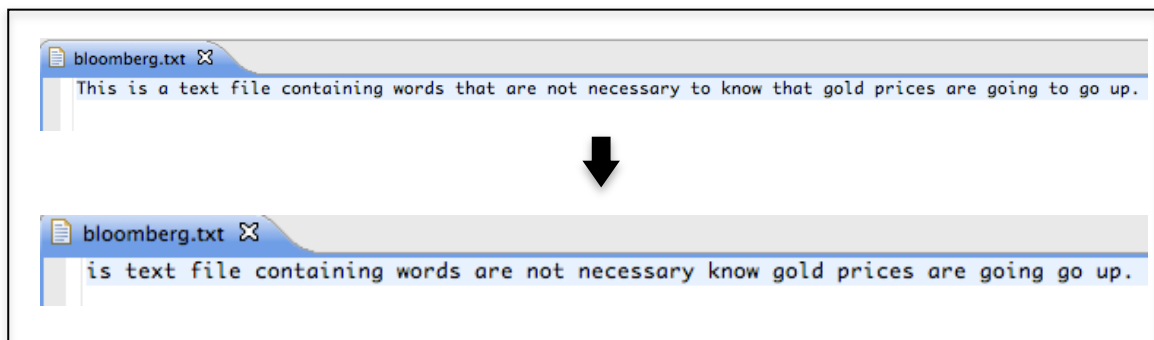 bloomberg.txt
This is a text file containing words that are not necessary to know that gold prices are going to go up.
bloomberg.txt
is text file containing words are not necessary know gold prices are going go up.